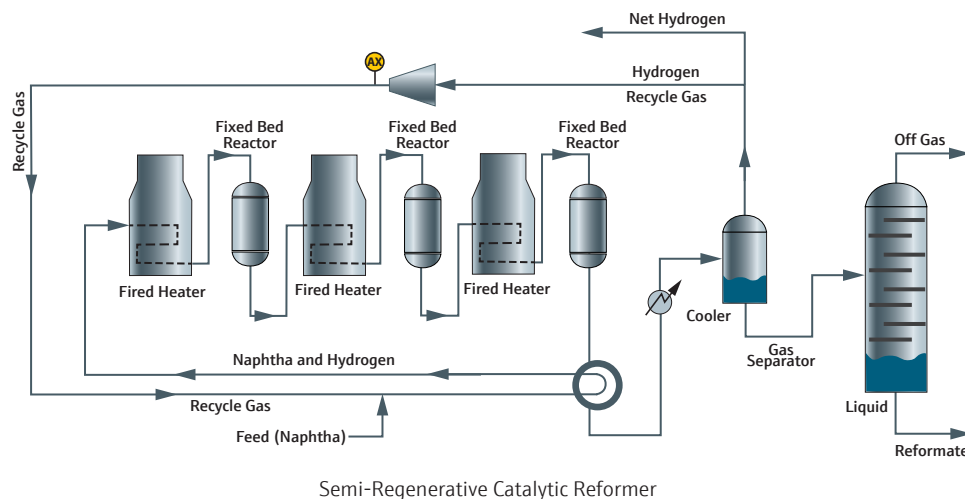 Net Hydrogen
AX
Hydrogen
Recycle Gas
Recycle Gas
Fixed Bed
Reactor
Fixed Bed
Reactor
Fixed Bed
Reactor
Off Gas
Fired Heater
Fired Heater
Fired Heater
Cooler
Gas
Separator
Naphtha and Hydrogen
Recycle Gas
Feed (Naphtha)
Liquid
Reformate
Semi-Regenerative Catalytic Reformer